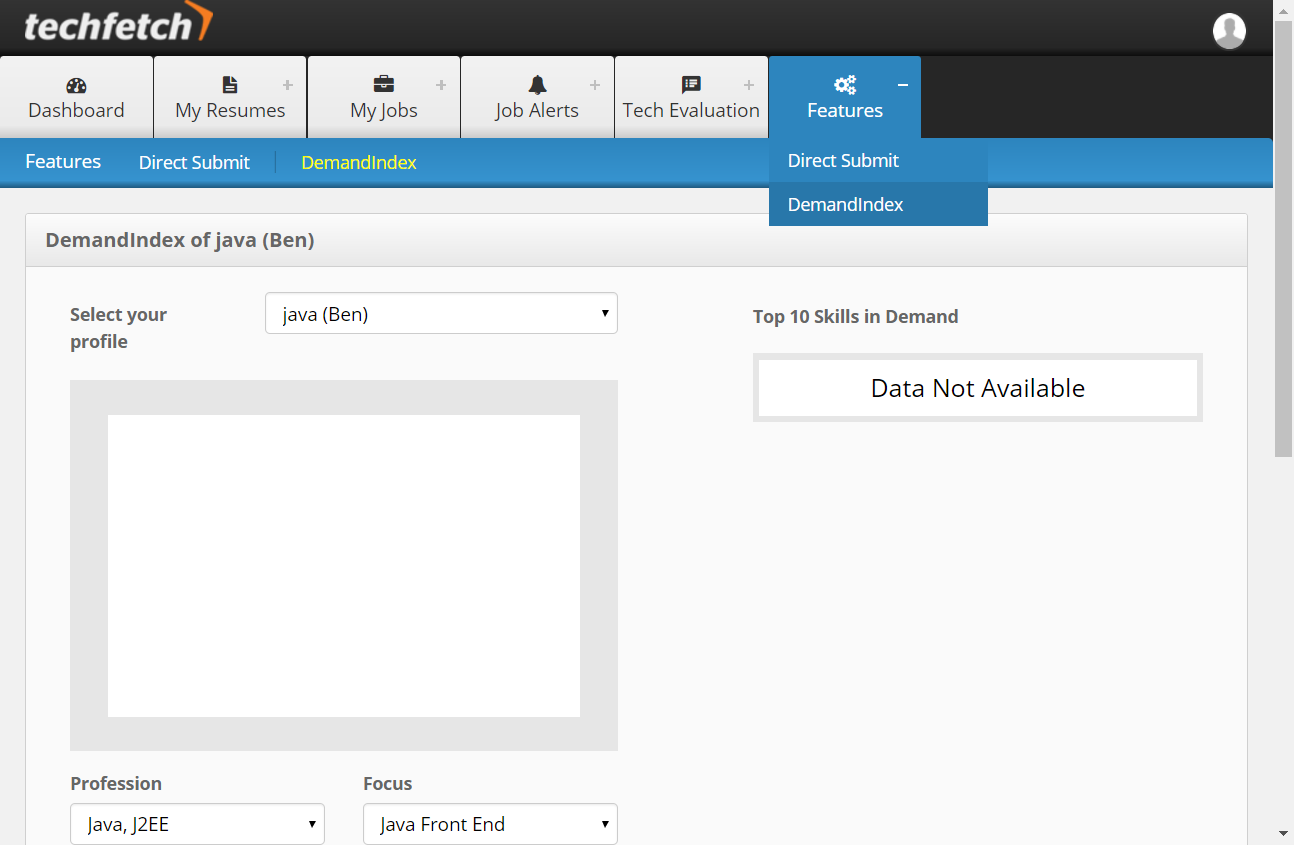 techfetch
Dashboard
My Resumes
My Jobs
Job Alerts
Tech Evaluation
Features
Features
Direct Submit
DemandIndex
Direct Submit
DemandIndex
DemandIndex of java (Ben)
Select your
profile
java (Ben)
Top 10 Skills in Demand
Data Not Available
Profession
Focus
Java, J2EE
Java Front End